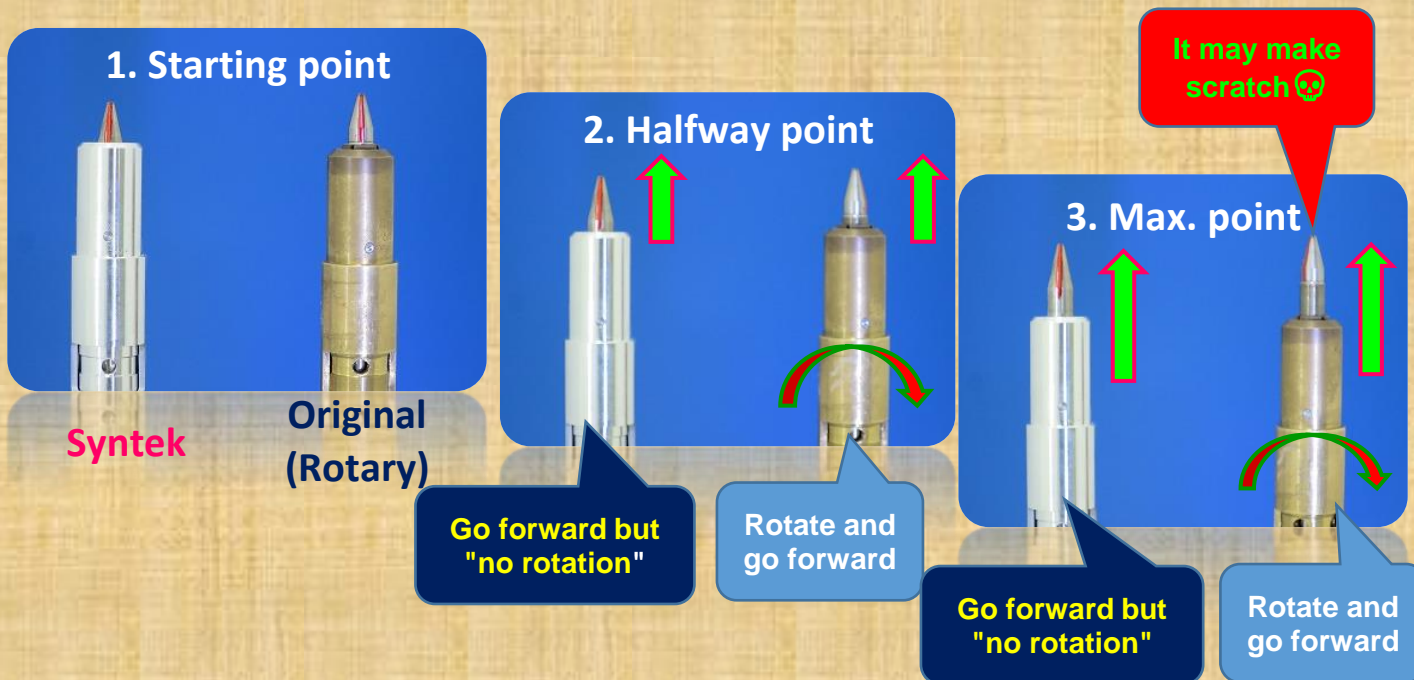 1. Starting point
Syntek
Original
(Rotary)
2. Halfway point
Go forward but
"no rotation"
Rotate and
go forward
It may make
scratch💀
3. Max. point
Go forward but
"no rotation"
Rotate and
go forward